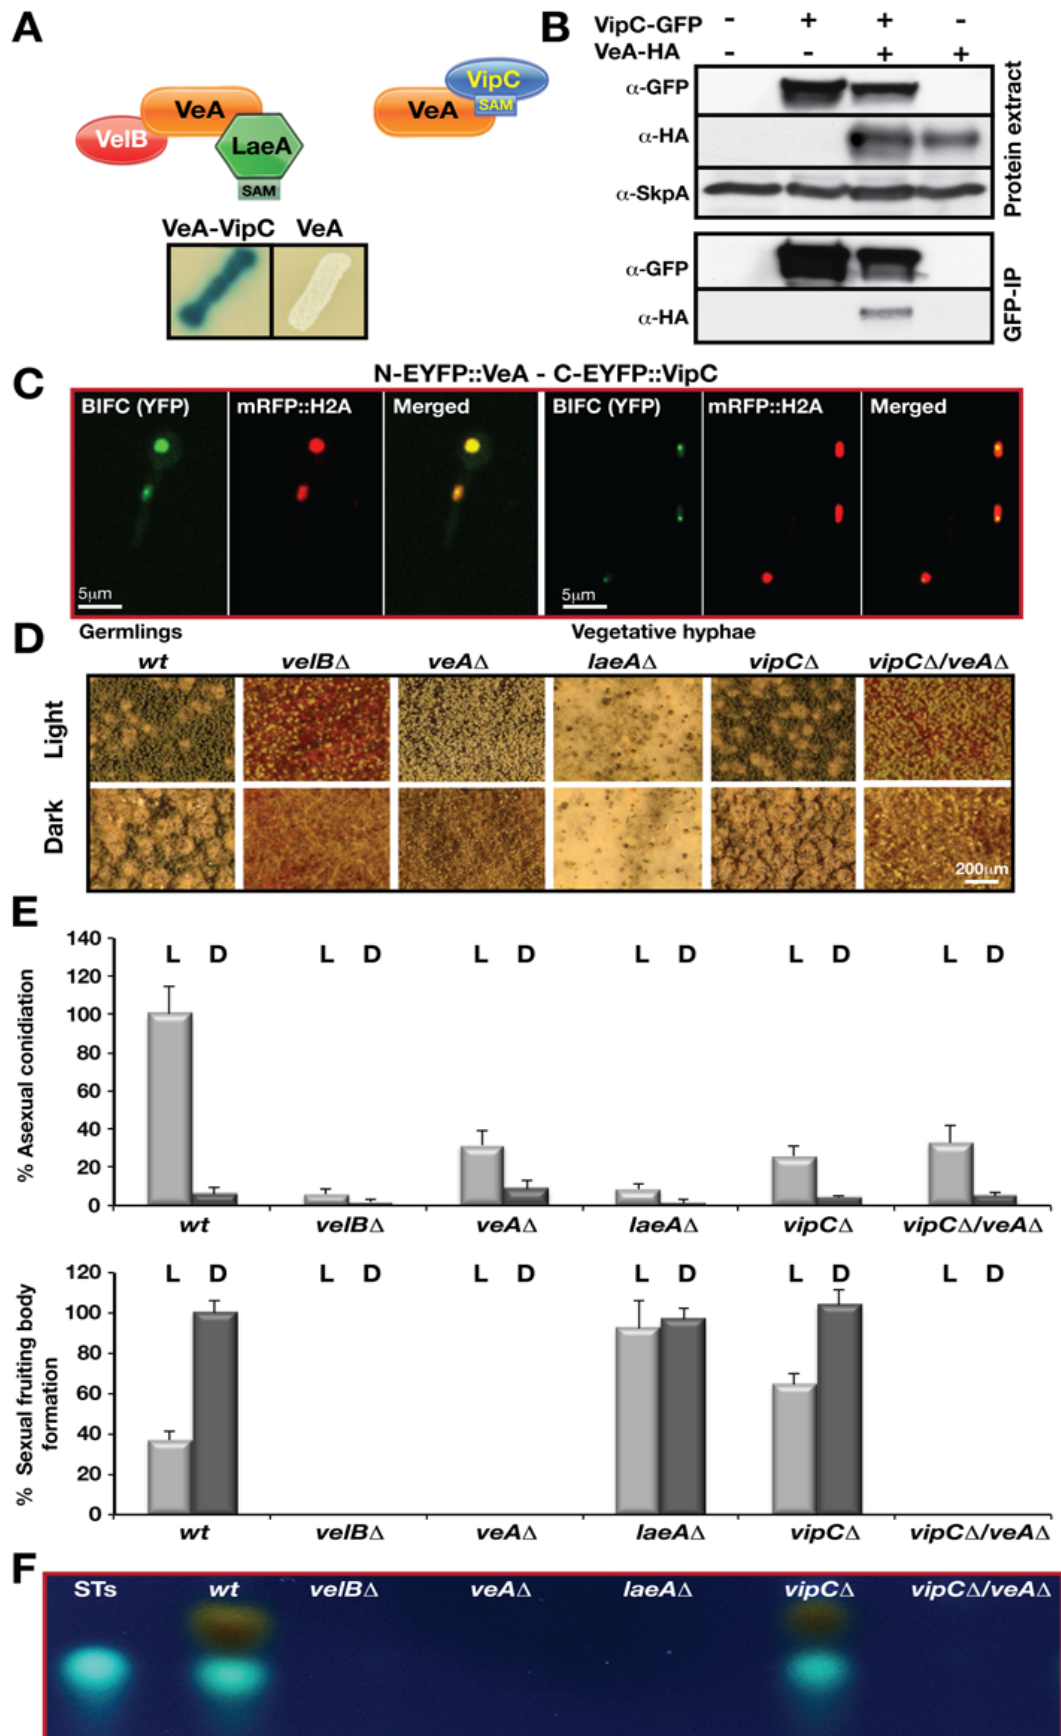 A
VelB
VeA
LaeA
SAM
VeA
VipC
SAM
VeA-VipC VeA
B
VipC-GFP - + + -
VeA-HA - - + +
α-GFP
α-HA
α-SkpA
Protein extract
α-GFP
α-HA
GFP-IP
C
N-EYFP::VeA - C-EYFP::VipC
BIFC (YFP) mRFP::H2A Merged BIFC (YFP) mRFP::H2A Merged
5µm 5µm
Germlings Vegetative hyphae
D
wt velBΔ veAΔ laeAΔ vipCΔ vipCΔ/veAΔ
Light
Dark
200µm
E
% Asexual conidiation
140
120
100
80
60
40
20
0
L D L D L D L D L D L D
wt velBΔ veAΔ laeAΔ vipCΔ vipCΔ/veAΔ
% Sexual fruiting body
formation
120
100
80
60
40
20
0
L D L D L D L D L D L D
wt velBΔ veAΔ laeAΔ vipCΔ vipCΔ/veAΔ
F
STs wt velBΔ veAΔ laeAΔ vipCΔ vipCΔ/veAΔ